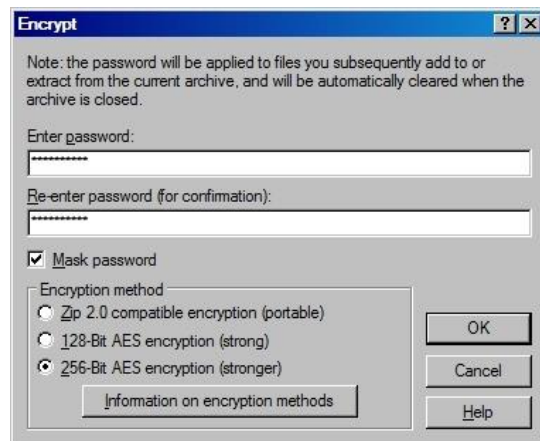 Encrypt
Note: the password will be applied to files you subsequently add to or
extract from the current archive, and will be automatically cleared when the
archive is closed.
Enter password:
**********
Re-enter password (for confirmation):
**********
Mask password
Encryption method
Zip 2.0 compatible encryption (portable)
128-Bit AES encryption (strong)
256-Bit AES encryption (stronger)
Information on encryption methods
OK
Cancel
Help